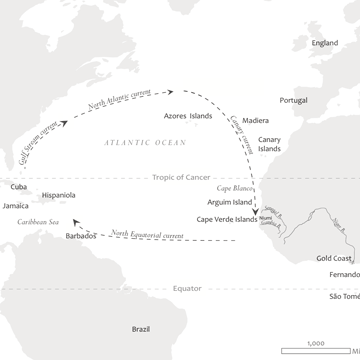 England
North Atlantic current
Portugal
Azores Islands
Madiera
Gulf Stream current
Canary current
ATLANTIC OCEAN
Canary
Islands
Tropic of Cancer
Cuba
Hispaniola
Cape Blanco
Jamaica
Arguim Island
Caribbean Sea
Cape Verde Islands
Barbados
North Equatorial current
Gold Coast
Fernando
Equator
São Tomé
Brazil
1,000
Mi